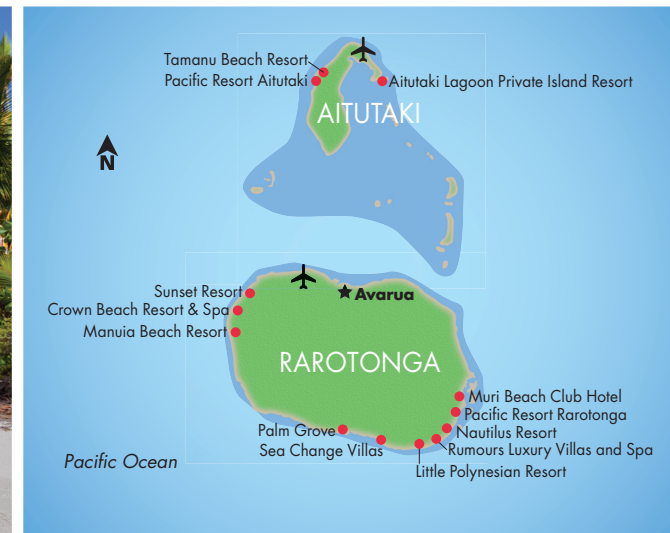 Tamanu Beach Resort
Pacific Resort Aitutaki
Aitutaki Lagoon Private Island Resort
AITUTAKI
N
Sunset Resort
Avarua
Crown Beach Resort & Spa
Manuia Beach Resort
RAROTONGA
Muri Beach Club Hotel
Pacific Resort Rarotonga
Palm Grove
Nautilus Resort
Sea Change Villas
Rumours Luxury Villas and Spa
Pacific Ocean
Little Polynesian Resort